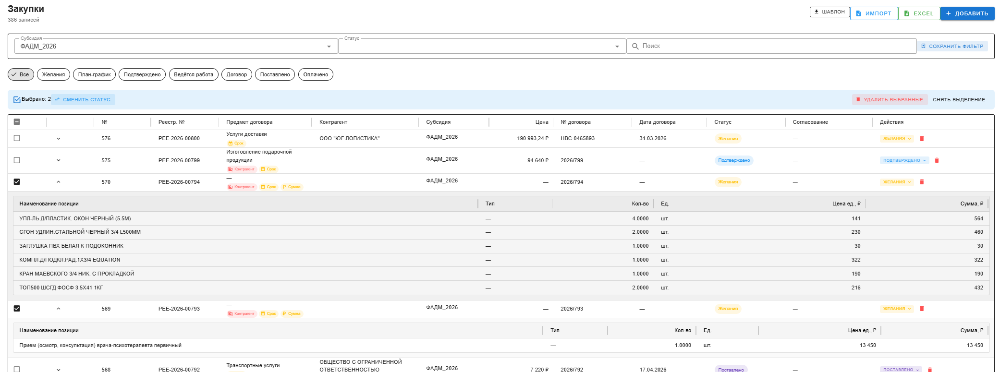 Закупки
386 записей
ШАБЛОН
ИМПОРТ
EXCEL
ДОБАВИТЬ
Субсидия
ФАДМ_2026
Статус
Поиск
СОХРАНИТЬ ФИЛЬТР
Все
Желания
План-график
Подтверждено
Ведётся работа
Договор
Поставлено
Оплачено
Выбрано: 2
СМЕНИТЬ СТАТУС
УДАЛИТЬ ВЫБРАННЫЕ
СНЯТЬ ВЫДЕЛЕНИЕ
№ Реестр. № Предмет договора Контрагент Субсидия Цена № договора Дата договора Статус Согласование Действия
576 РЕЕ-2026-00800 Услуги доставки ООО "ЮГ-ЛОГИСТИКА" ФАДМ_2026 190 993,24 ₽ НВС-0465893 31.03.2026 Желания — ЖЕЛАНИЯ
Срок
575 РЕЕ-2026-00799 Изготовление подарочной ФАДМ_2026 94 640 ₽ 2026/799 — Подтверждено — ПОДТВЕРЖДЕНО
продукции
Контрагент Срок
570 РЕЕ-2026-00794 — ФАДМ_2026 — 2026/794 — Желания — ЖЕЛАНИЯ
Контрагент Срок Сумма
Наименование позиции Тип Кол-во Ед. Цена ед., ₽ Сумма, ₽
УПЛ-ЛЬ Д/ПЛАСТИК. ОКОН ЧЕРНЫЙ (5.5М) — 4.0000 шт. 141 564
СГОН УДЛИН.СТАЛЬНОЙ ЧЕРНЫЙ 3/4 L500ММ — 2.0000 шт. 230 460
ЗАГЛУШКА ПВХ БЕЛАЯ К ПОДОКОННИК — 1.0000 шт. 30 30
КОМПЛ.Д/ПОДКЛ.РАД.1Х3/4 EQUATION — 1.0000 шт. 322 322
КРАН МАЕВСКОГО 3/4 НИК. С ПРОКЛАДКОЙ — 1.0000 шт. 190 190
ТОП500 ШСГД ФОСФ 3.5Х41 1КГ — 2.0000 шт. 216 432
569 РЕЕ-2026-00793 — ФАДМ_2026 — 2026/793 — Желания — ЖЕЛАНИЯ
Контрагент Срок Сумма
Наименование позиции Тип Кол-во Ед. Цена ед., ₽ Сумма, ₽
Прием (осмотр, консультация) врача-психотерапевта первичный — 1.0000 шт. 13 450 13 450
568 РЕЕ-2026-00792 Транспортные услуги ОБЩЕСТВО С ОГРАНИЧЕННОЙ ФАДМ_2026 7 220 ₽ 2026/792 17.04.2026 Поставлено — ПОСТАВЛЕНО
ОТВЕТСТВЕННОСТЬЮ